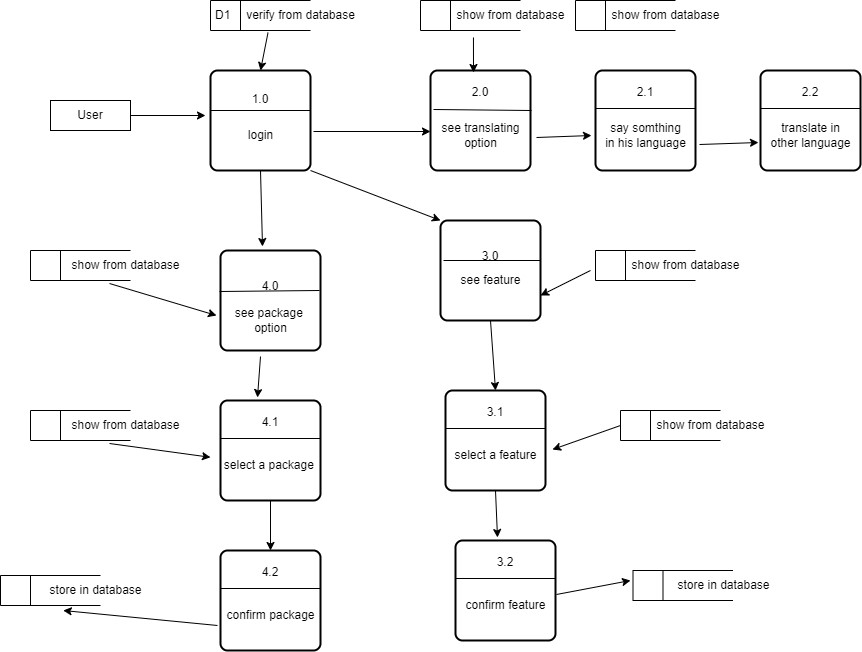 D1 verify from database
show from database
show from database
1.0
login
User
2.0
see translating
option
2.1
say somthing
in his language
2.2
translate in
other language
show from database
4.0
see package
option
3.0
see feature
show from database
show from database
4.1
select a package
3.1
select a feature
show from database
store in database
4.2
confirm package
3.2
confirm feature
store in database